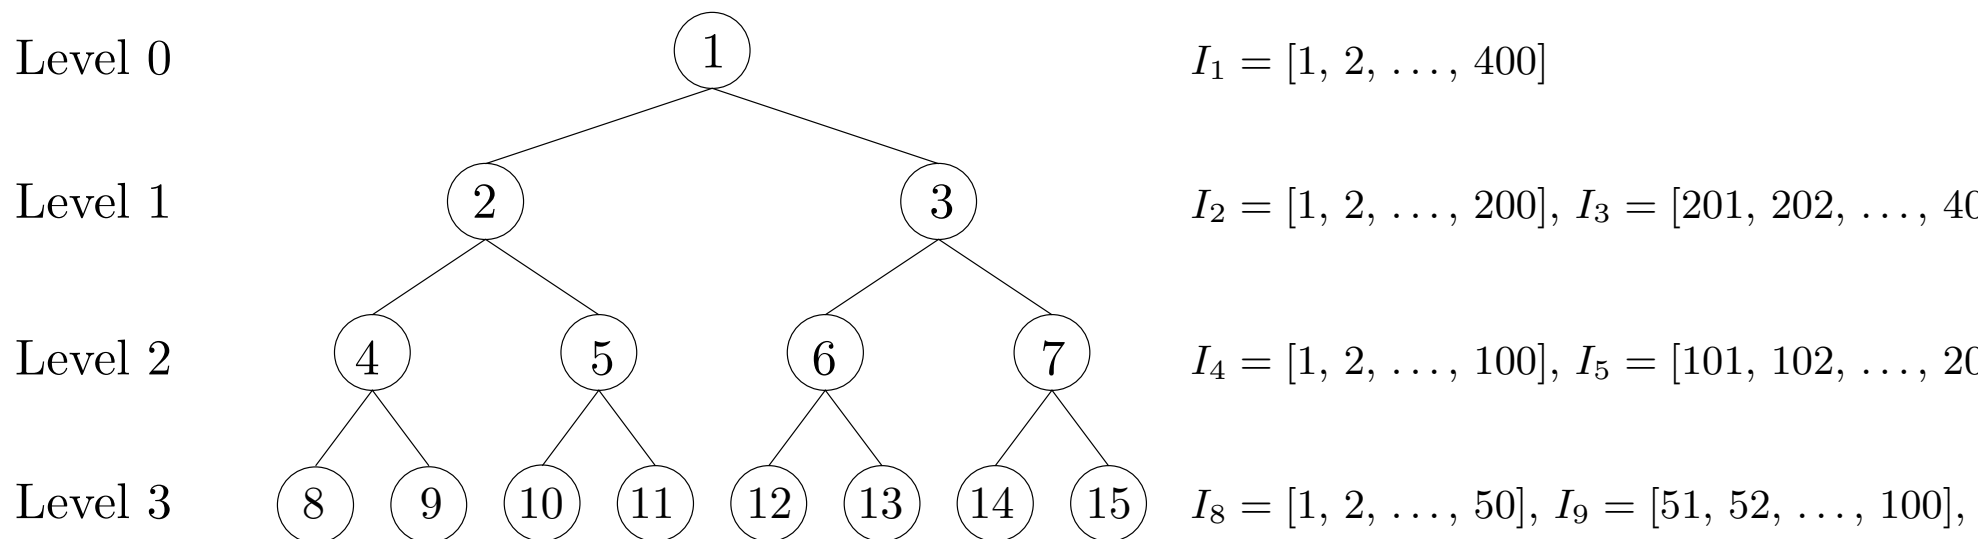 Level 0 1 I₁ = [1, 2, …, 400]
Level 1 2 3 I₂ = [1, 2, …, 200], I₃ = [201, 202, …, 40
Level 2 4 5 6 7 I₄ = [1, 2, …, 100], I₅ = [101, 102, …, 20
Level 3 8 9 10 11 12 13 14 15 I₈ = [1, 2, …, 50], I₉ = [51, 52, …, 100],